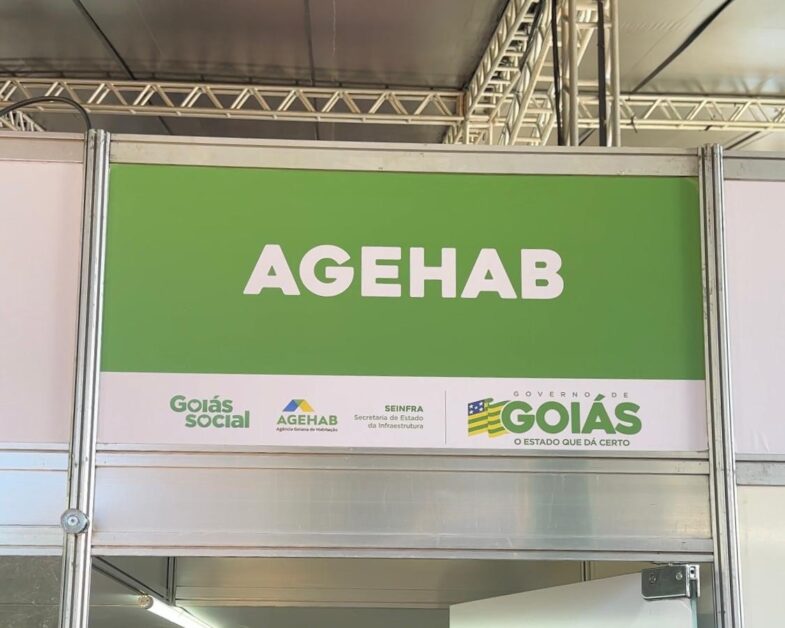 AGEHAB
Goiás
social
AGEHAB
Agência Goiana de Habitação
SEINFRA
Secretaria de Estado
da Infraestrutura
GOVERNO DE
GOIÁS
O ESTADO QUE DÁ CERTO